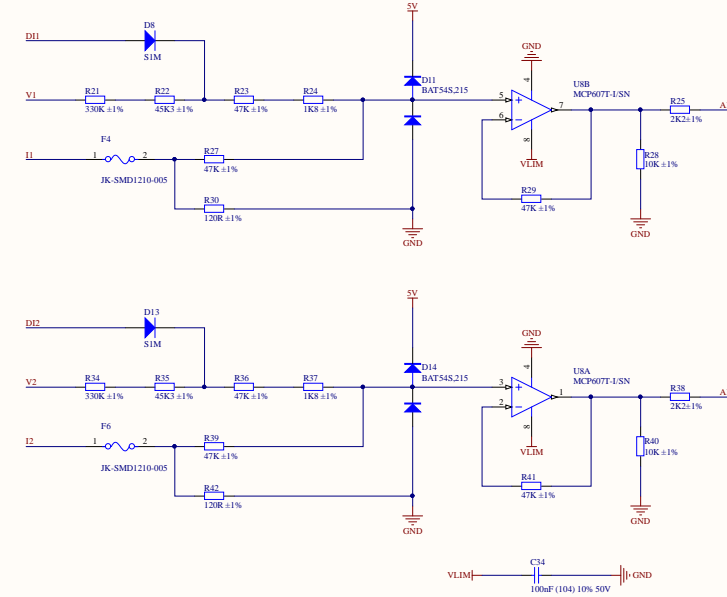 5V
DI1
D8
S1M
GND
D11
BAT54S,215
4
U8B
MCP607T-I/SN
V1
R21
330K ±1%
R22
45K3 ±1%
R23
47K ±1%
R24
1K8 ±1%
5
6
7
R25
2K2±1%
A
F4
8
I1
1
2
R27
47K ±1%
VLIM
R28
10K ±1%
JK-SMD1210-005
R30
120R ±1%
R29
47K ±1%
GND
GND
5V
DI2
D13
S1M
GND
D14
BAT54S,215
4
U8A
MCP607T-I/SN
V2
R34
330K ±1%
R35
45K3 ±1%
R36
47K ±1%
R37
1K8 ±1%
3
2
1
R38
2K2±1%
A
F6
8
I2
1
2
R39
47K ±1%
VLIM
R40
10K ±1%
JK-SMD1210-005
R42
120R ±1%
R41
47K ±1%
GND
GND
C34
VLIM
GND
100nF (104) 10% 50V